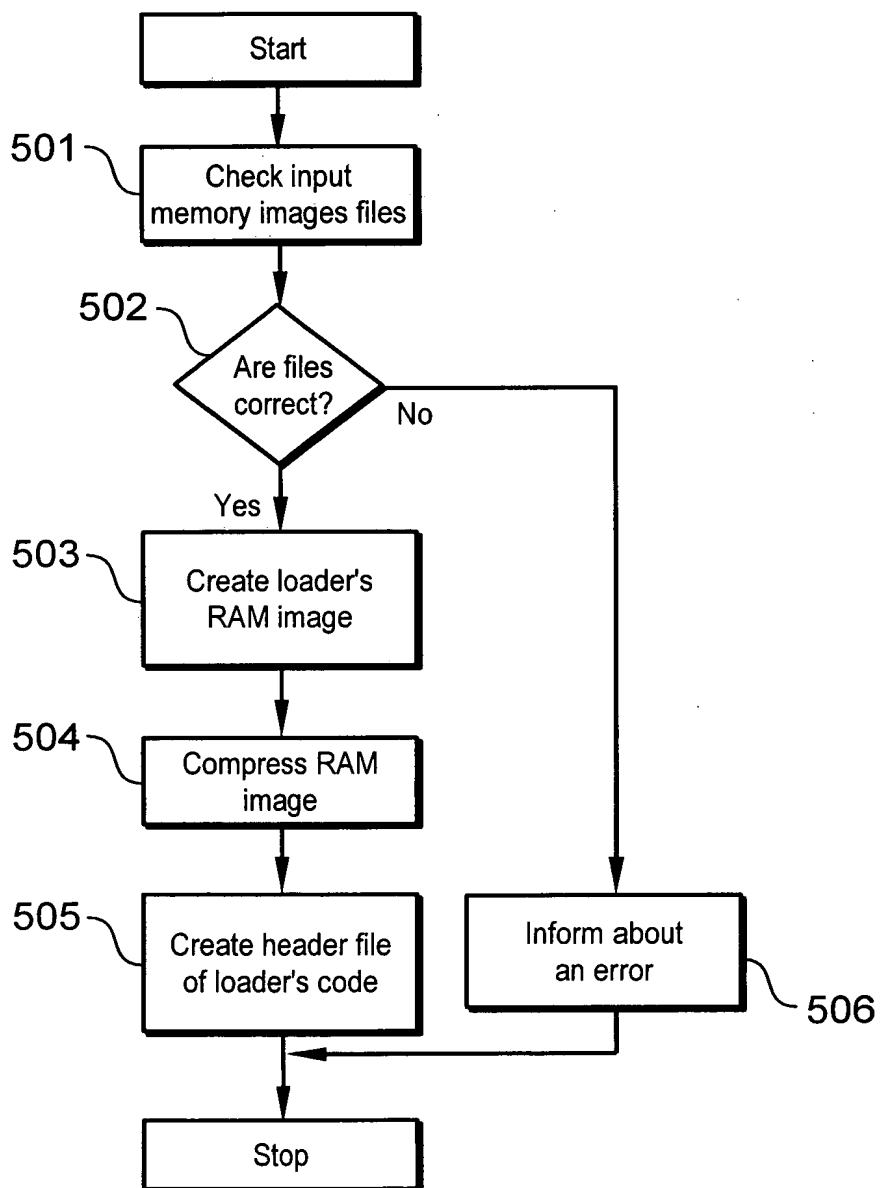 Start
501
Check input
memory images files
502
Are files
correct?
No
Yes
503
Create loader's
RAM image
504
Compress RAM
image
505
Create header file
of loader's code
Inform about
an error
506
Stop